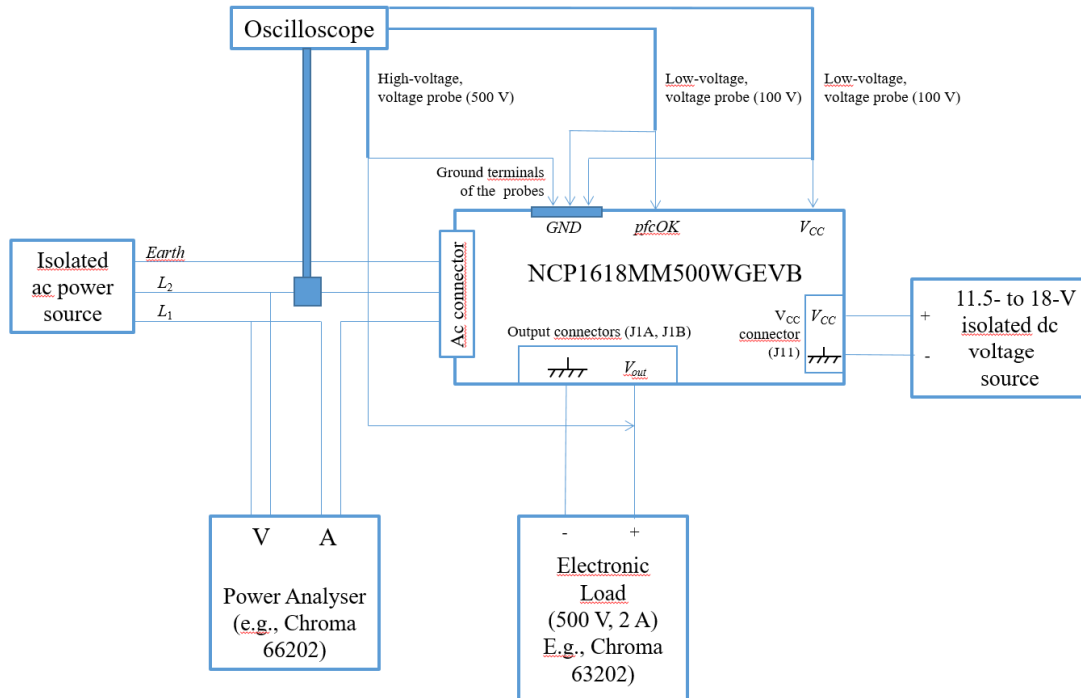 Oscilloscope
High-voltage,
voltage probe (500 V)
Low-voltage,
voltage probe (100 V)
Low-voltage,
voltage probe (100 V)
Ground terminals
of the probes
GND
pfcOK
VCC
Isolated
ac power
source
Earth
L2
L1
Ac connector
NCP1618MM500WGEVB
VCC
connector
(J11)
VCC
Output connectors (J1A, J1B)
Vout
+
-
11.5- to 18-V
isolated dc
voltage
source
V
A
Power Analyser
(e.g., Chroma
66202)
-
+
Electronic
Load
(500 V, 2 A)
E.g., Chroma
63202)